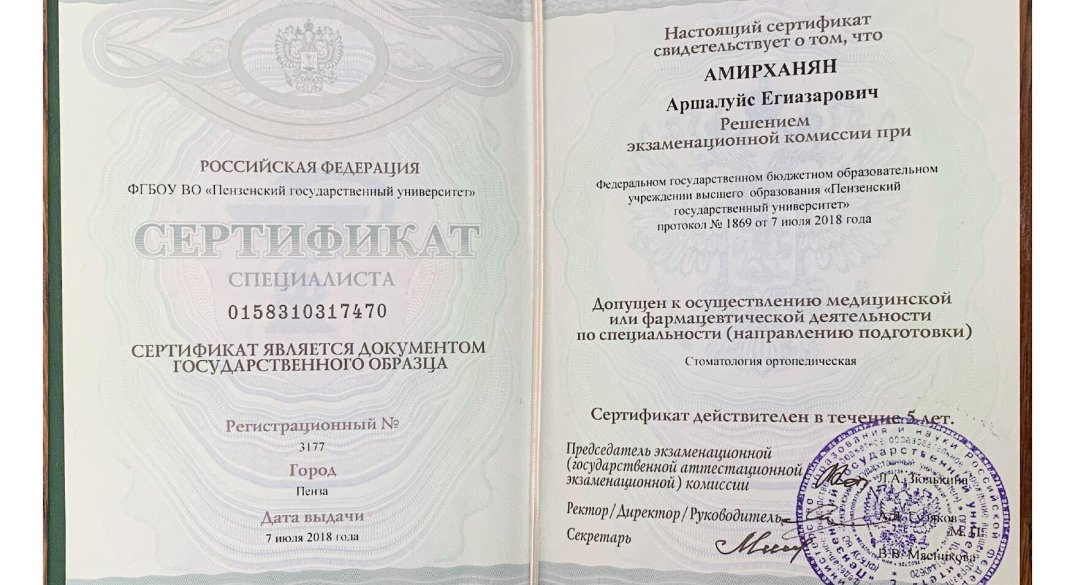 РОССИЙСКАЯ ФЕДЕРАЦИЯ
ФГБОУ ВО «Пензенский государственный университет»
СЕРТИФИКАТ
СПЕЦИАЛИСТА
0158310317470
СЕРТИФИКАТ ЯВЛЯЕТСЯ ДОКУМЕНТОМ
ГОСУДАРСТВЕННОГО ОБРАЗЦА
Регистрационный №
3177
Город
Пенза
Дата выдачи
7 июля 2018 года
Настоящий сертификат
свидетельствует о том, что
АМИРХАНЯН
Аршалуйс Егиазарович
Решением
экзаменационной комиссии при
Федеральном государственном бюджетном образовательном
учреждении высшего образования «Пензенский
государственный университет»
протокол № 1869 от 7 июля 2018 года
Допущен к осуществлению медицинской
или фармацевтической деятельности
по специальности (направлению подготовки)
Стоматология ортопедическая
Сертификат действителен в течение 5 лет.
Председатель экзаменационной
(государственной аттестационной
экзаменационной) комиссии
Л.А. Зюлькина
Ректор/Директор/Руководитель
А.Д. Гуляков
М.П.
Секретарь
В.В. Мясникова